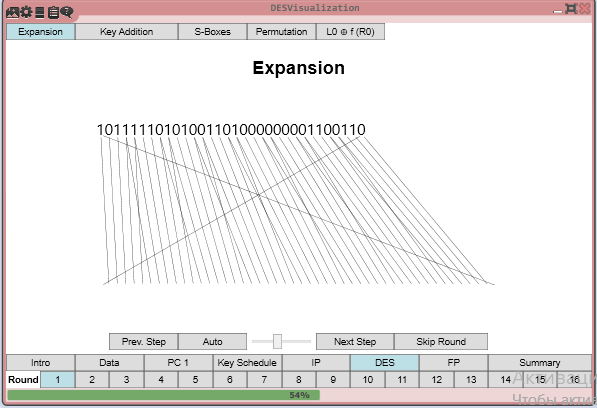 DESVisualization
Expansion Key Addition S-Boxes Permutation L0 ⊕ f (R0)
Expansion
10111110101001101000000001100110
Prev. Step Auto Next Step Skip Round
Intro Data PC 1 Key Schedule IP DES FP Summary
Round 1 2 3 4 5 6 7 8 9 10 11 12 13 14 15 16
54%